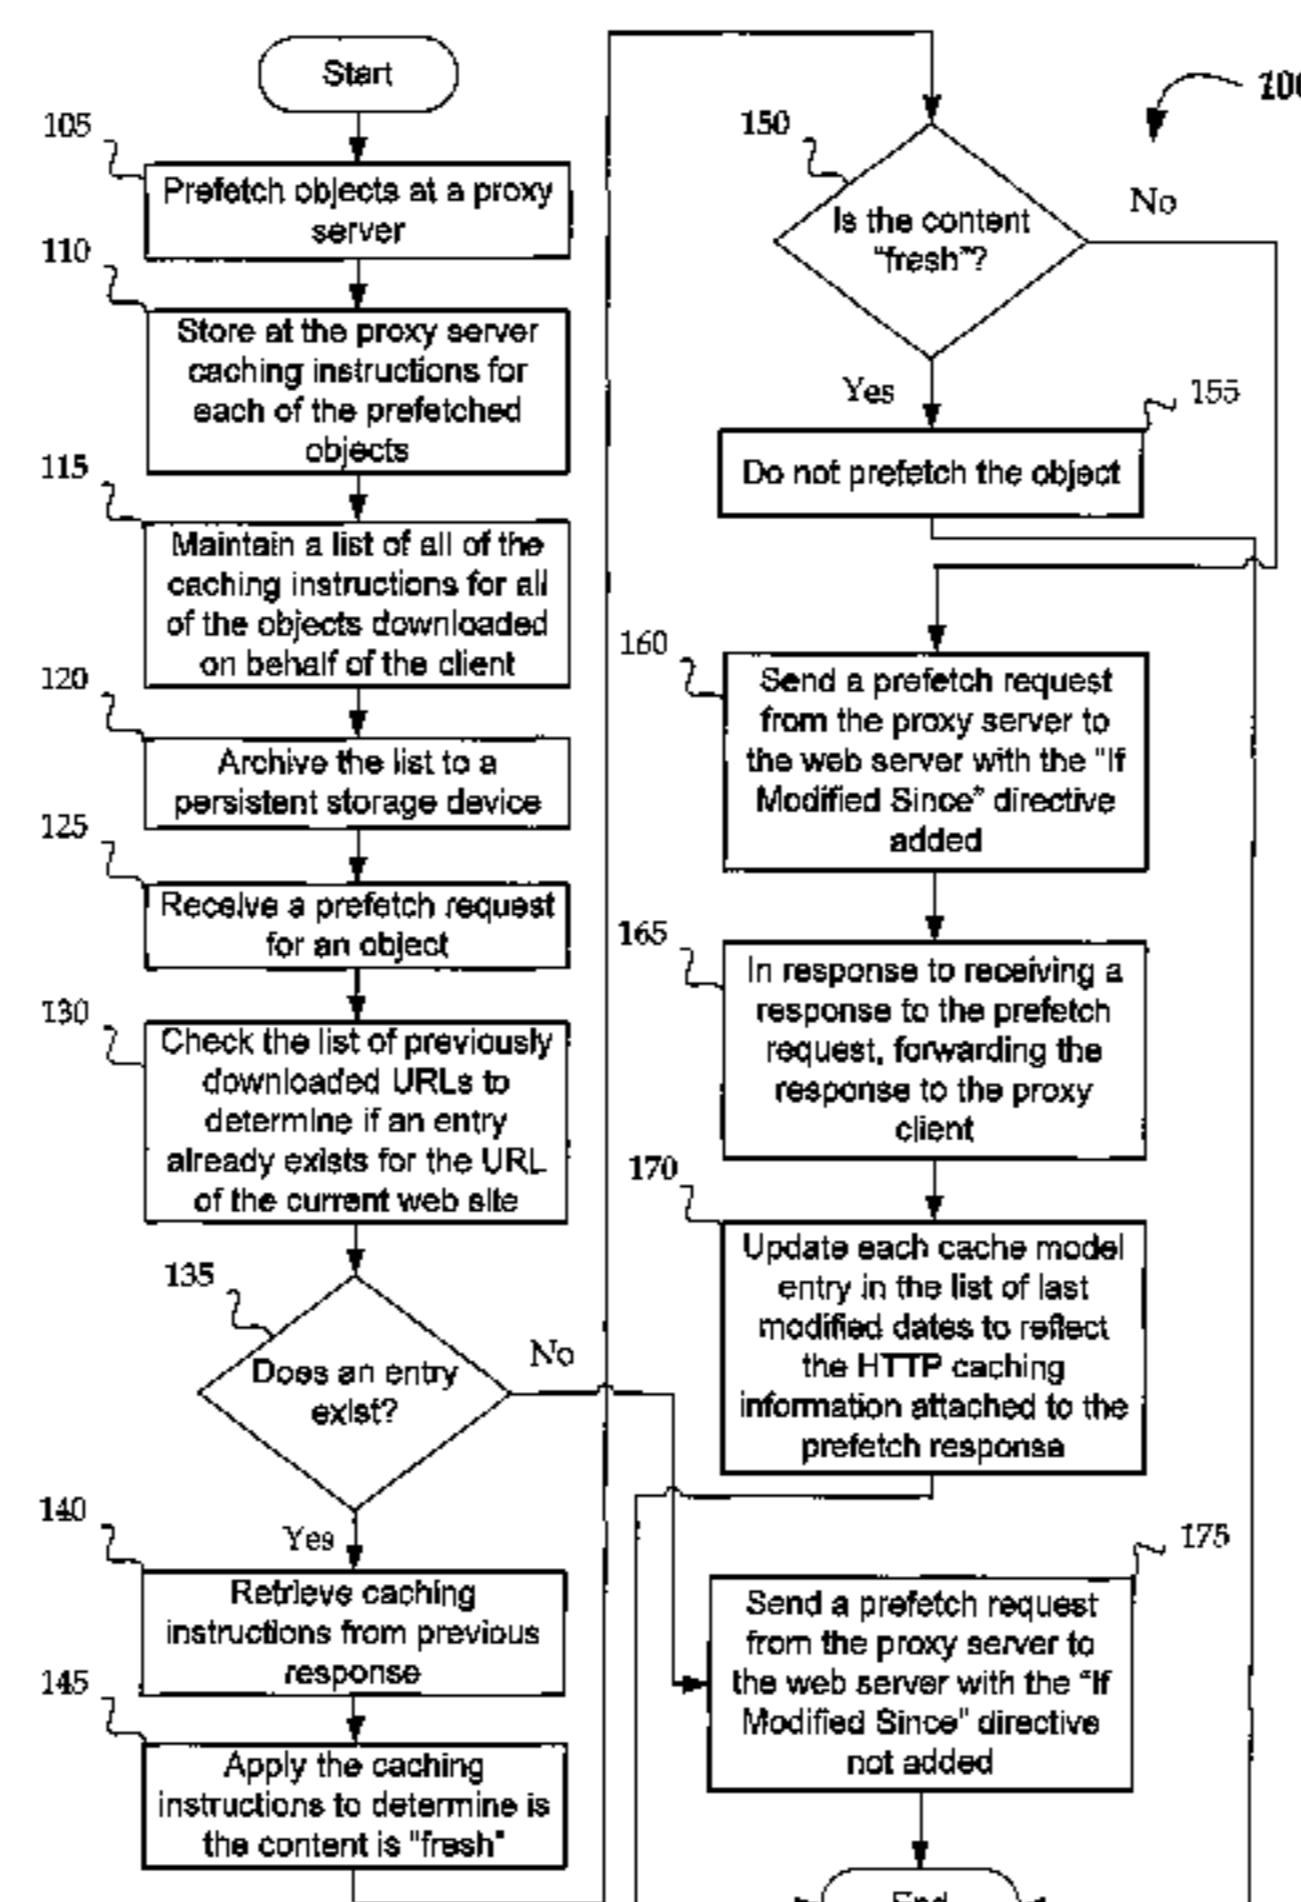 Start
105
Prefetch objects at a proxy
server
110
Store at the proxy server
caching instructions for
each of the prefetched
objects
115
Maintain a list of all of the
caching instructions for all
of the objects downloaded
on behalf of the client
120
Archive the list to a
persistent storage device
125
Receive a prefetch request
for an object
130
Check the list of previously
downloaded URLs to
determine if an entry
already exists for the URL
of the current web site
135
Does an entry
exist?
No
Yes
140
Retrieve caching
instructions from previous
response
145
Apply the caching
instructions to determine is
the content is "fresh"
100
150
Is the content
"fresh"?
No
Yes
155
Do not prefetch the object
160
Send a prefetch request
from the proxy server to
the web server with the "If
Modified Since" directive
added
165
In response to receiving a
response to the prefetch
request, forwarding the
response to the proxy
client
170
Update each cache model
entry in the list of last
modified dates to reflect
the HTTP caching
information attached to the
prefetch response
175
Send a prefetch request
from the proxy server to
the web server with the "If
Modified Since" directive
not added
End